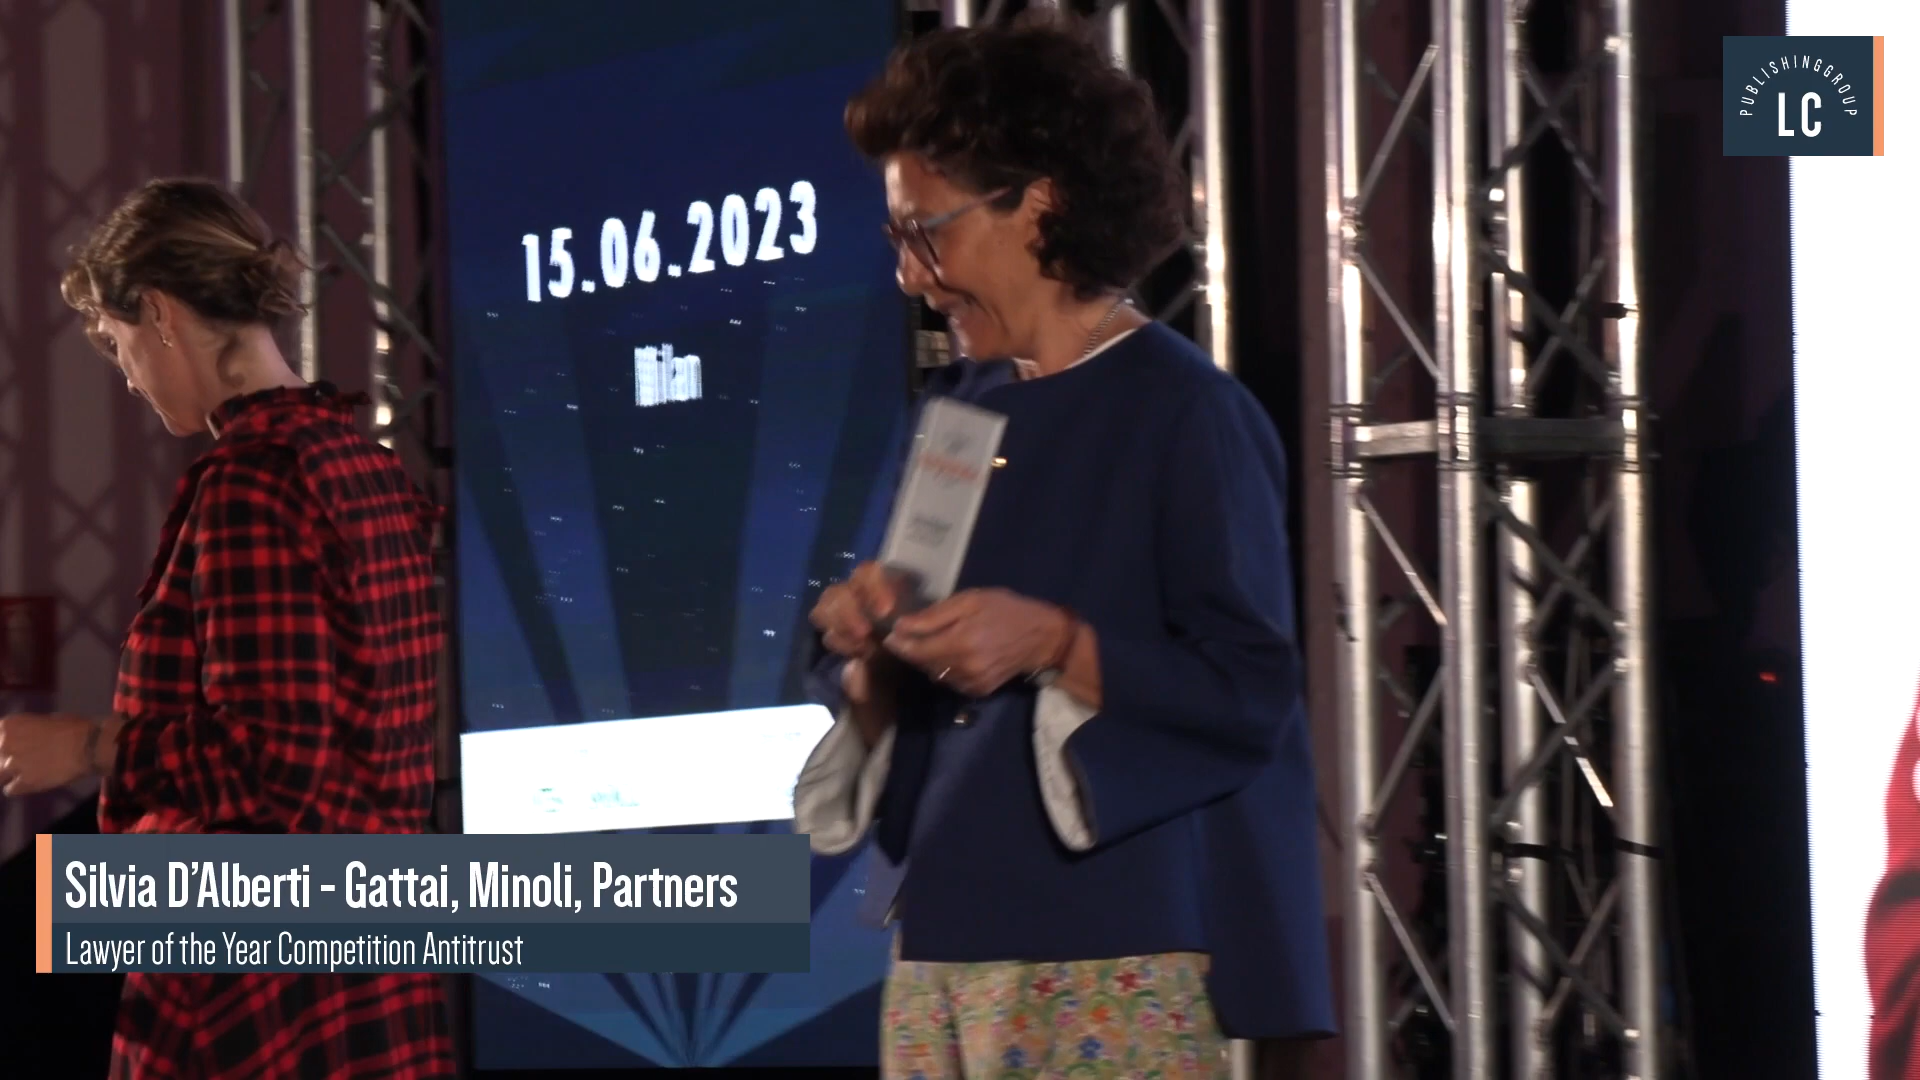 PUBLISHINGGROUP
LC
15.06.2023
Milan
Silvia D'Alberti - Gattai, Minoli, Partners
Lawyer of the Year Competition Antitrust